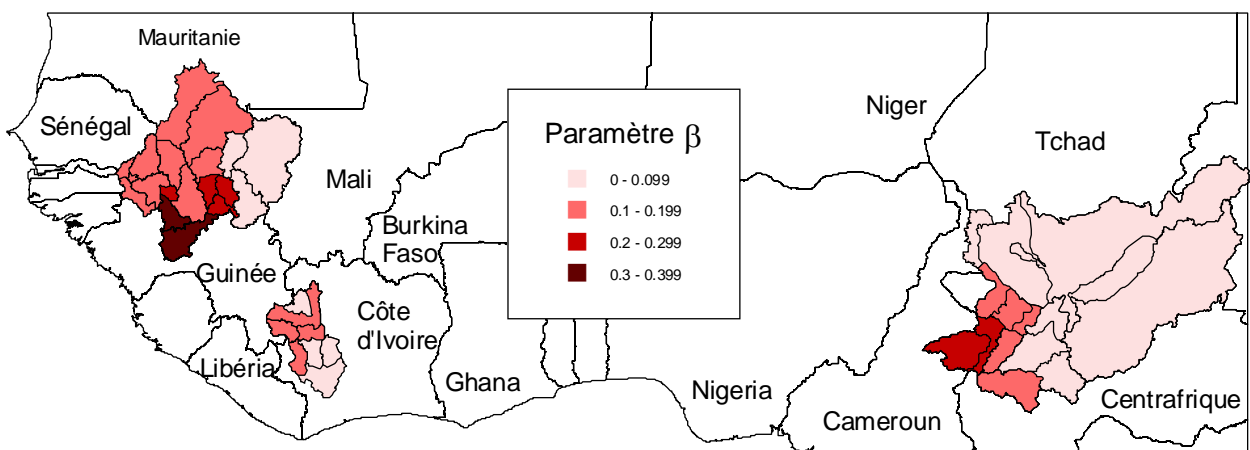 Mauritanie
Sénégal
Mali
Burkina
Faso
Guinée
Côte
d'Ivoire
Libéria
Ghana
Paramètre β
0 - 0.099
0.1 - 0.199
0.2 - 0.299
0.3 - 0.399
Niger
Tchad
Nigeria
Cameroun
Centrafrique